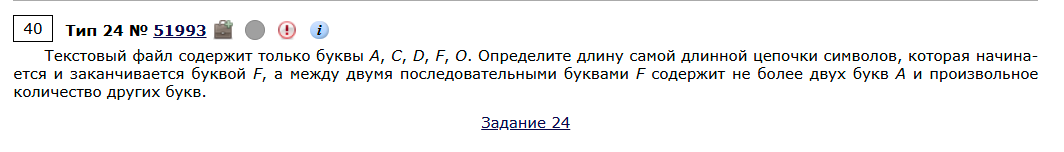 40 Тип 24 № 51993 ! i
Текстовый файл содержит только буквы A, C, D, F, O. Определите длину самой длинной цепочки символов, которая начина-
ется и заканчивается буквой F, а между двумя последовательными буквами F содержит не более двух букв A и произвольное
количество других букв.
Задание 24